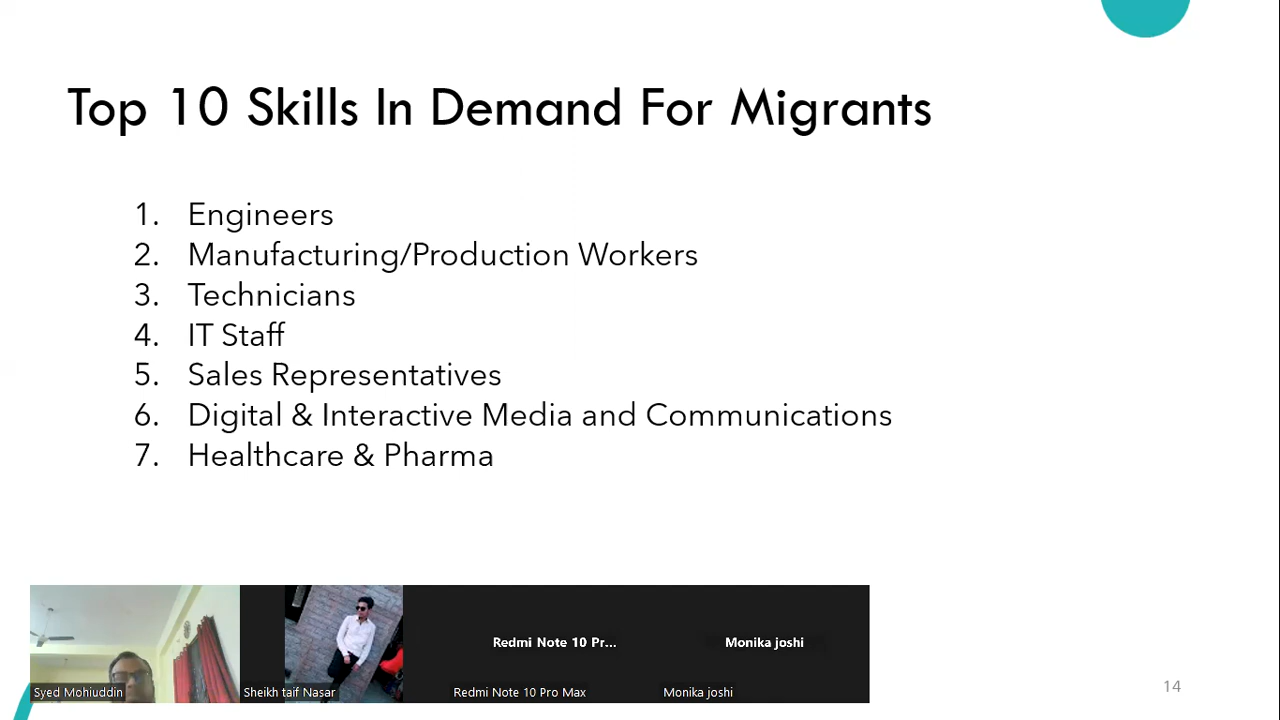 Top 10 Skills In Demand For Migrants
1. Engineers
2. Manufacturing/Production Workers
3. Technicians
4. IT Staff
5. Sales Representatives
6. Digital & Interactive Media and Communications
7. Healthcare & Pharma
Redmi Note 10 Pr...
Monika joshi
Syed Mohiuddin
Sheikh taif Nasar
Redmi Note 10 Pro Max
Monika joshi
14